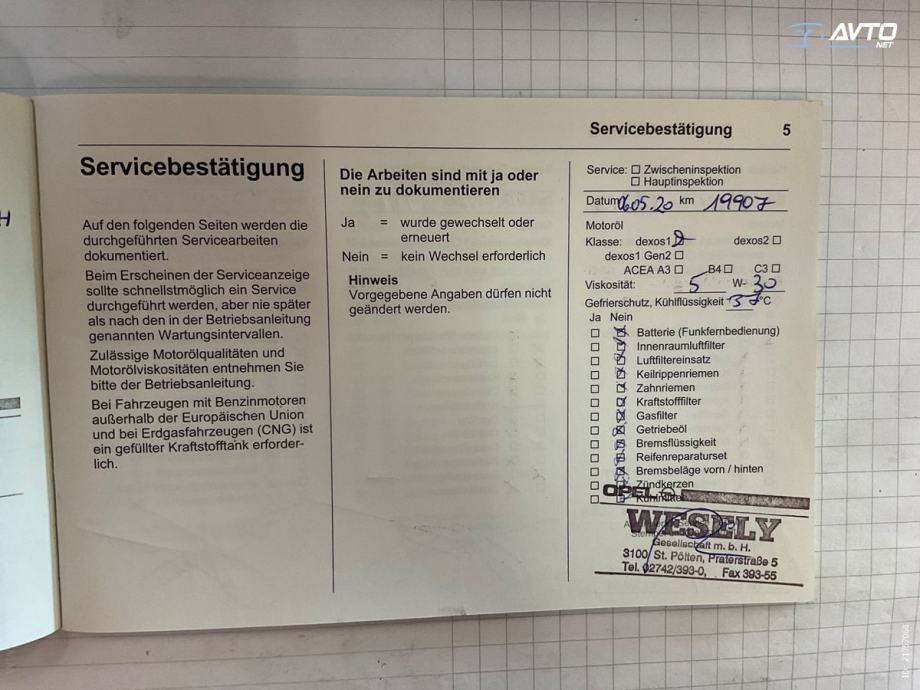 AVTO
NET
Servicebestätigung 5
Servicebestätigung
Auf den folgenden Seiten werden die
durchgeführten Servicearbeiten
dokumentiert.
Beim Erscheinen der Serviceanzeige
sollte schnellstmöglich ein Service
durchgeführt werden, aber nie später
als nach den in der Betriebsanleitung
genannten Wartungsintervallen.
Zulässige Motorölqualitäten und
Motorölviskositäten entnehmen Sie
bitte der Betriebsanleitung.
Bei Fahrzeugen mit Benzinmotoren
außerhalb der Europäischen Union
und bei Erdgasfahrzeugen (CNG) ist
ein gefüllter Kraftstofftank erforder-
lich.
Die Arbeiten sind mit ja oder
nein zu dokumentieren
Ja = wurde gewechselt oder
erneuert
Nein = kein Wechsel erforderlich
Hinweis
Vorgegebene Angaben dürfen nicht
geändert werden.
Service: ☐ Zwischeninspektion
☐ Hauptinspektion
Datum 06.05.20 km 19907
Motoröl
Klasse: dexos1 ☒ dexos2 ☐
dexos1 Gen2 ☐
ACEA A3 ☐ B4 ☐ C3 ☐
Viskosität: 5 W- 30
Gefrierschutz, Kühlflüssigkeit -37 °C
Ja Nein
☐ ☒ Batterie (Funkfernbedienung)
☐ ☒ Innenraumluftfilter
☐ ☒ Luftfiltereinsatz
☐ ☒ Keilrippenriemen
☐ ☒ Zahnriemen
☐ ☒ Kraftstofffilter
☐ ☒ Gasfilter
☐ ☒ Getriebeöl
☐ ☒ Bremsflüssigkeit
☐ ☒ Reifenreparaturset
☐ ☒ Bremsbeläge vorn / hinten
☐ ☒ Zündkerzen
☐ ☒ Kühlmittel
OPEL
WESELY
Gesellschaft m. b. H.
3100 St. Pölten, Praterstraße 5
Tel. 02742/393-0, Fax 393-55